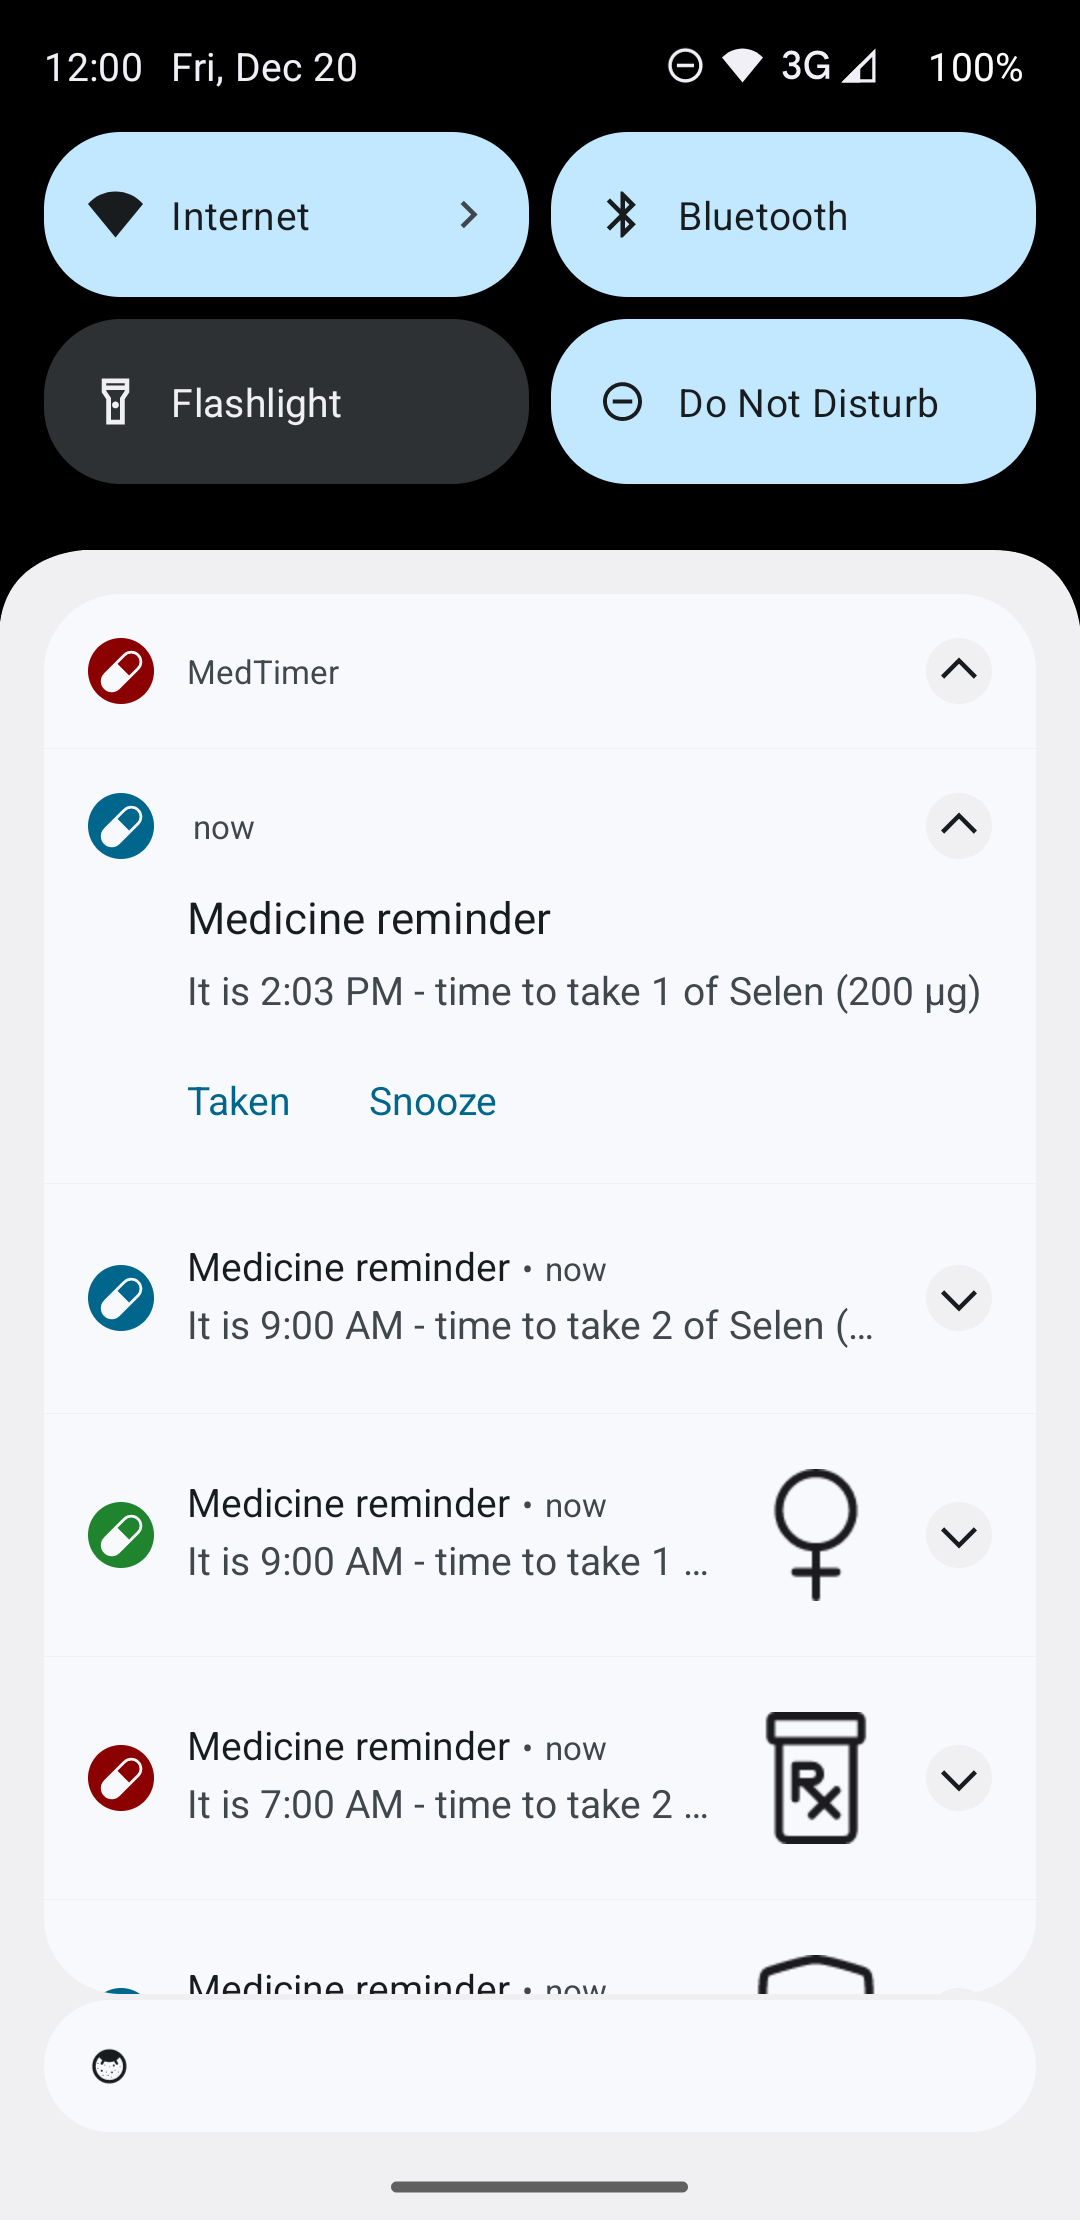 12:00 Fri, Dec 20 3G 100%
Internet
Bluetooth
Flashlight
Do Not Disturb
MedTimer
now
Medicine reminder
It is 2:03 PM - time to take 1 of Selen (200 µg)
Taken Snooze
Medicine reminder • now
It is 9:00 AM - time to take 2 of Selen (…
Medicine reminder • now
It is 9:00 AM - time to take 1 …
Medicine reminder • now
It is 7:00 AM - time to take 2 …
Rx
Medicine reminder • now